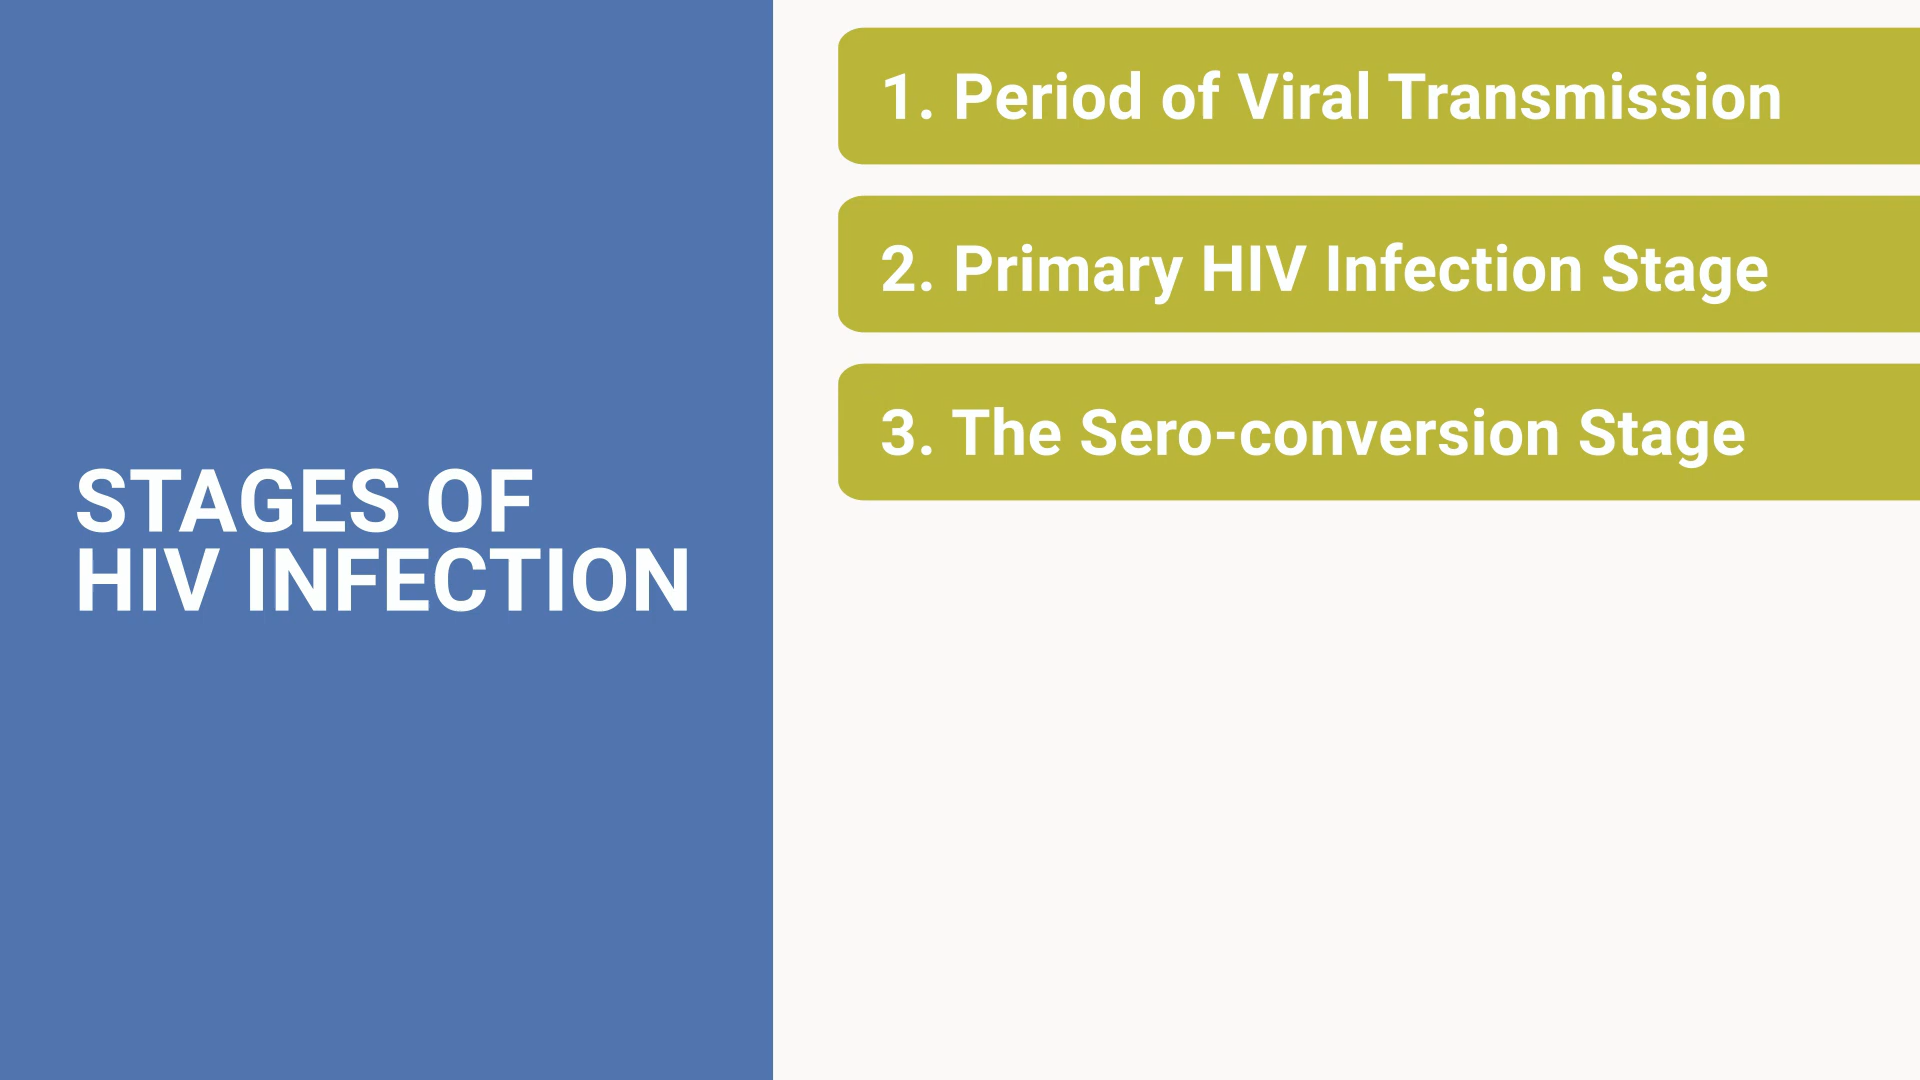 STAGES OF
HIV INFECTION
1. Period of Viral Transmission
2. Primary HIV Infection Stage
3. The Sero-conversion Stage